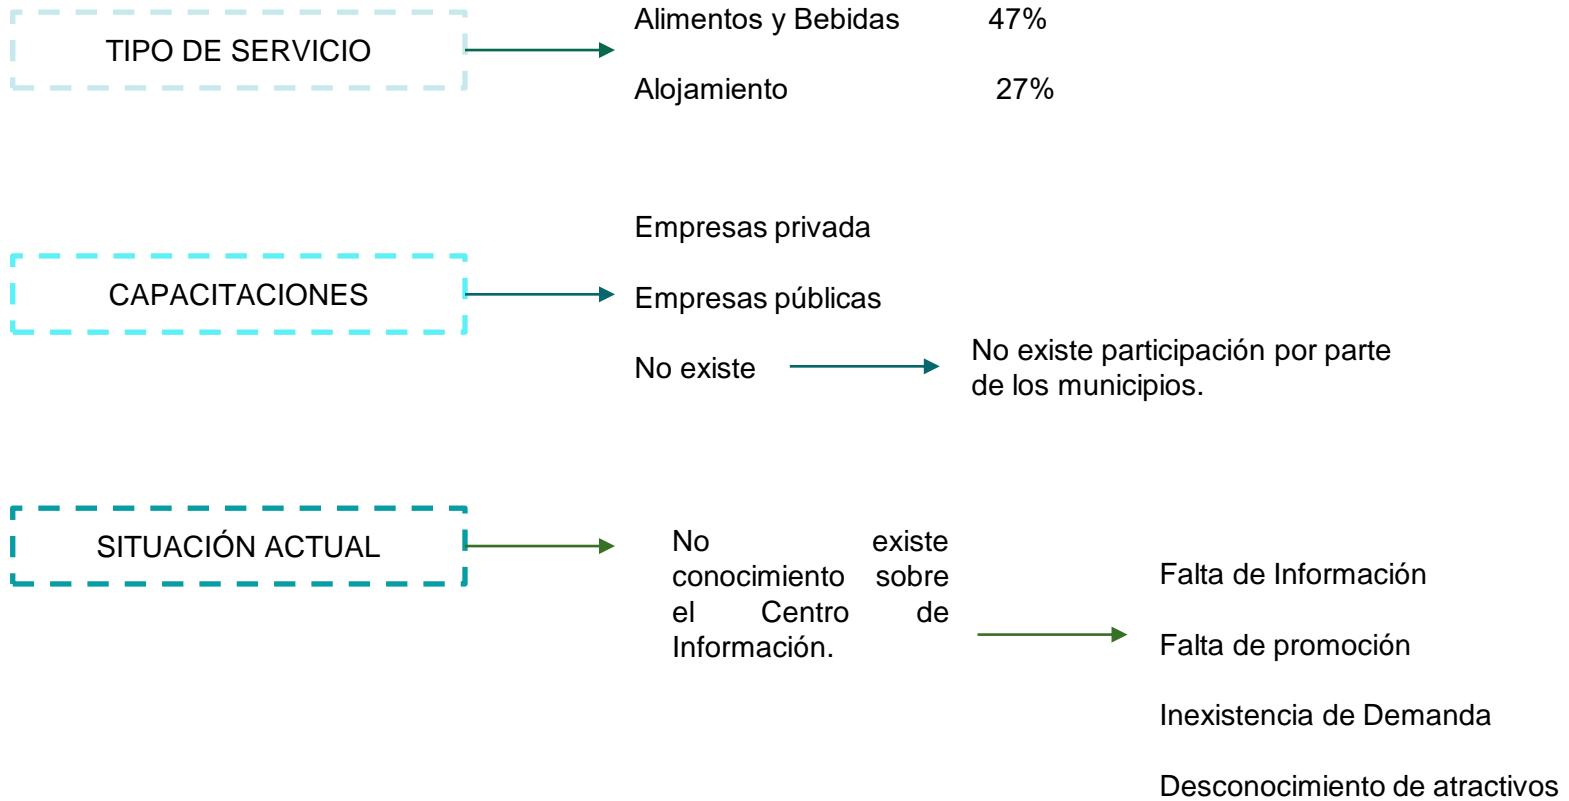 TIPO DE SERVICIO
Alimentos y Bebidas 47%
Alojamiento 27%
CAPACITACIONES
Empresas privada
Empresas públicas
No existe
No existe participación por parte
de los municipios.
SITUACIÓN ACTUAL
No existe
conocimiento sobre
el Centro de
Información.
Falta de Información
Falta de promoción
Inexistencia de Demanda
Desconocimiento de atractivos